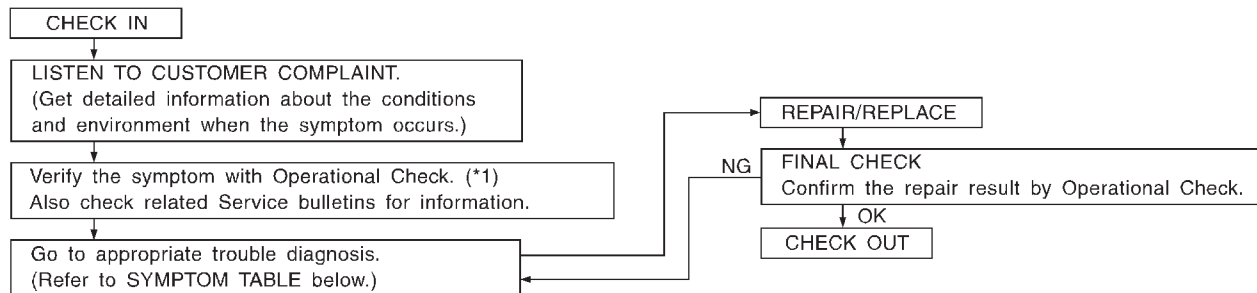 CHECK IN
LISTEN TO CUSTOMER COMPLAINT.
(Get detailed information about the conditions
and environment when the symptom occurs.)
Verify the symptom with Operational Check. (*1)
Also check related Service bulletins for information.
Go to appropriate trouble diagnosis.
(Refer to SYMPTOM TABLE below.)
REPAIR/REPLACE
NG
FINAL CHECK
Confirm the repair result by Operational Check.
OK
CHECK OUT